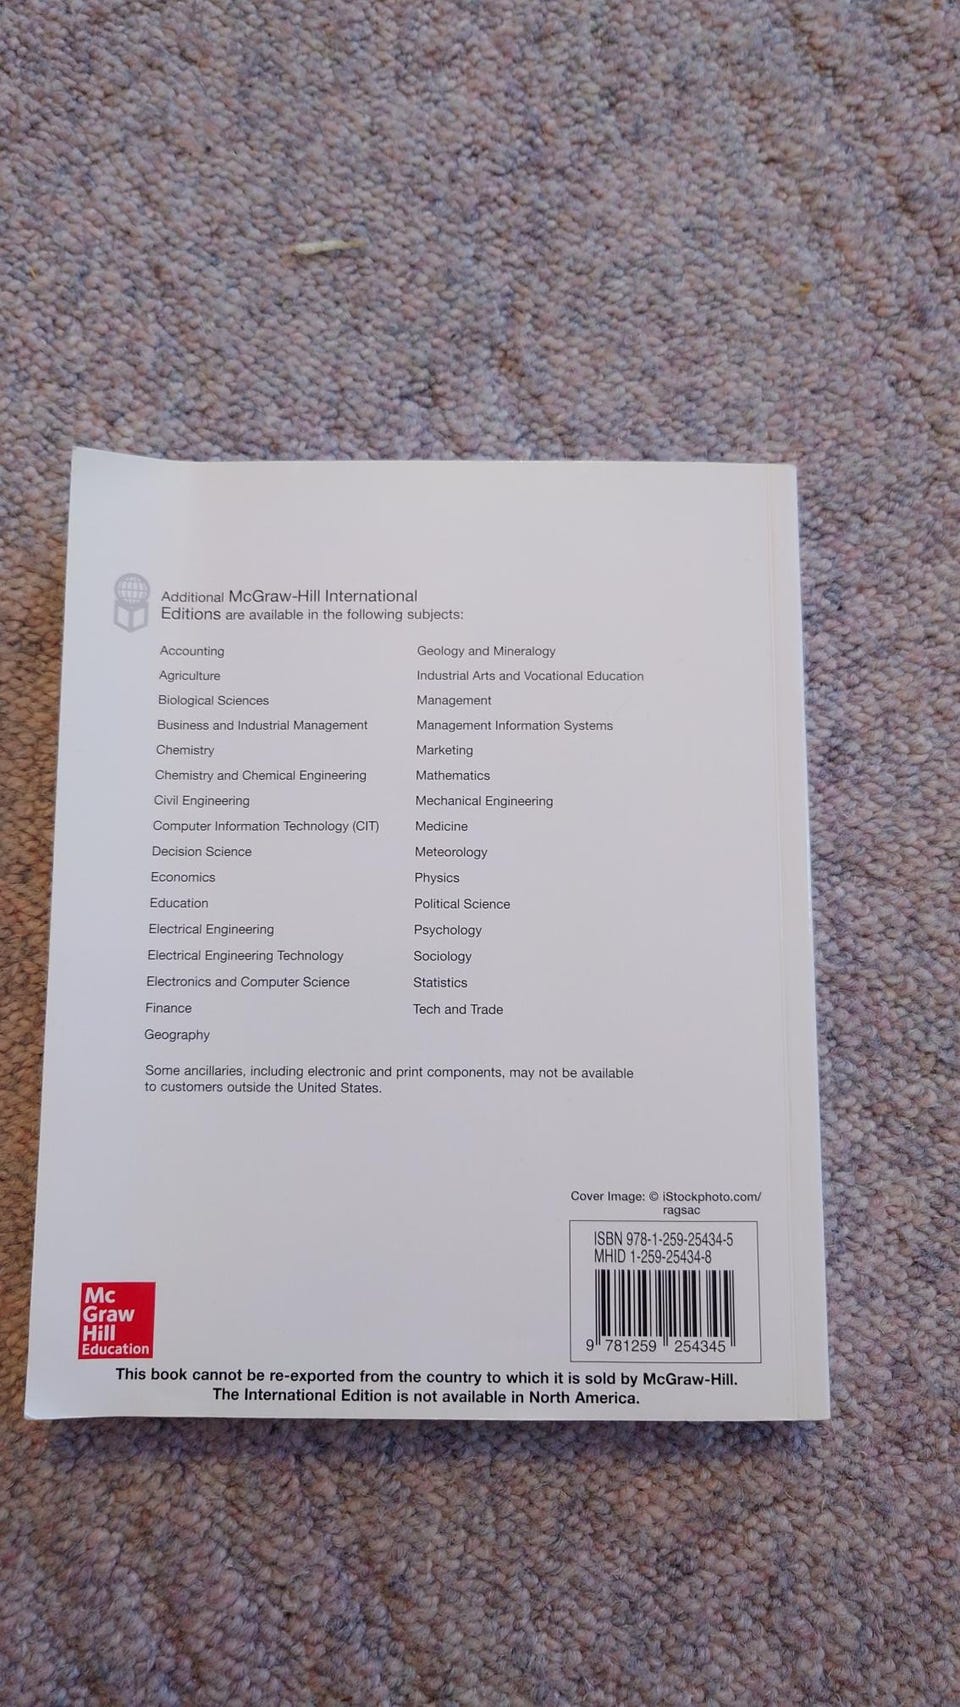 Additional McGraw-Hill International
Editions are available in the following subjects:
Accounting
Agriculture
Biological Sciences
Business and Industrial Management
Chemistry
Chemistry and Chemical Engineering
Civil Engineering
Computer Information Technology (CIT)
Decision Science
Economics
Education
Electrical Engineering
Electrical Engineering Technology
Electronics and Computer Science
Finance
Geography
Geology and Mineralogy
Industrial Arts and Vocational Education
Management
Management Information Systems
Marketing
Mathematics
Mechanical Engineering
Medicine
Meteorology
Physics
Political Science
Psychology
Sociology
Statistics
Tech and Trade
Some ancillaries, including electronic and print components, may not be available
to customers outside the United States.
Cover Image: © iStockphoto.com/
ragsac
ISBN 978-1-259-25434-5
MHID 1-259-25434-8
9 781259 254345
Mc
Graw
Hill
Education
This book cannot be re-exported from the country to which it is sold by McGraw-Hill.
The International Edition is not available in North America.